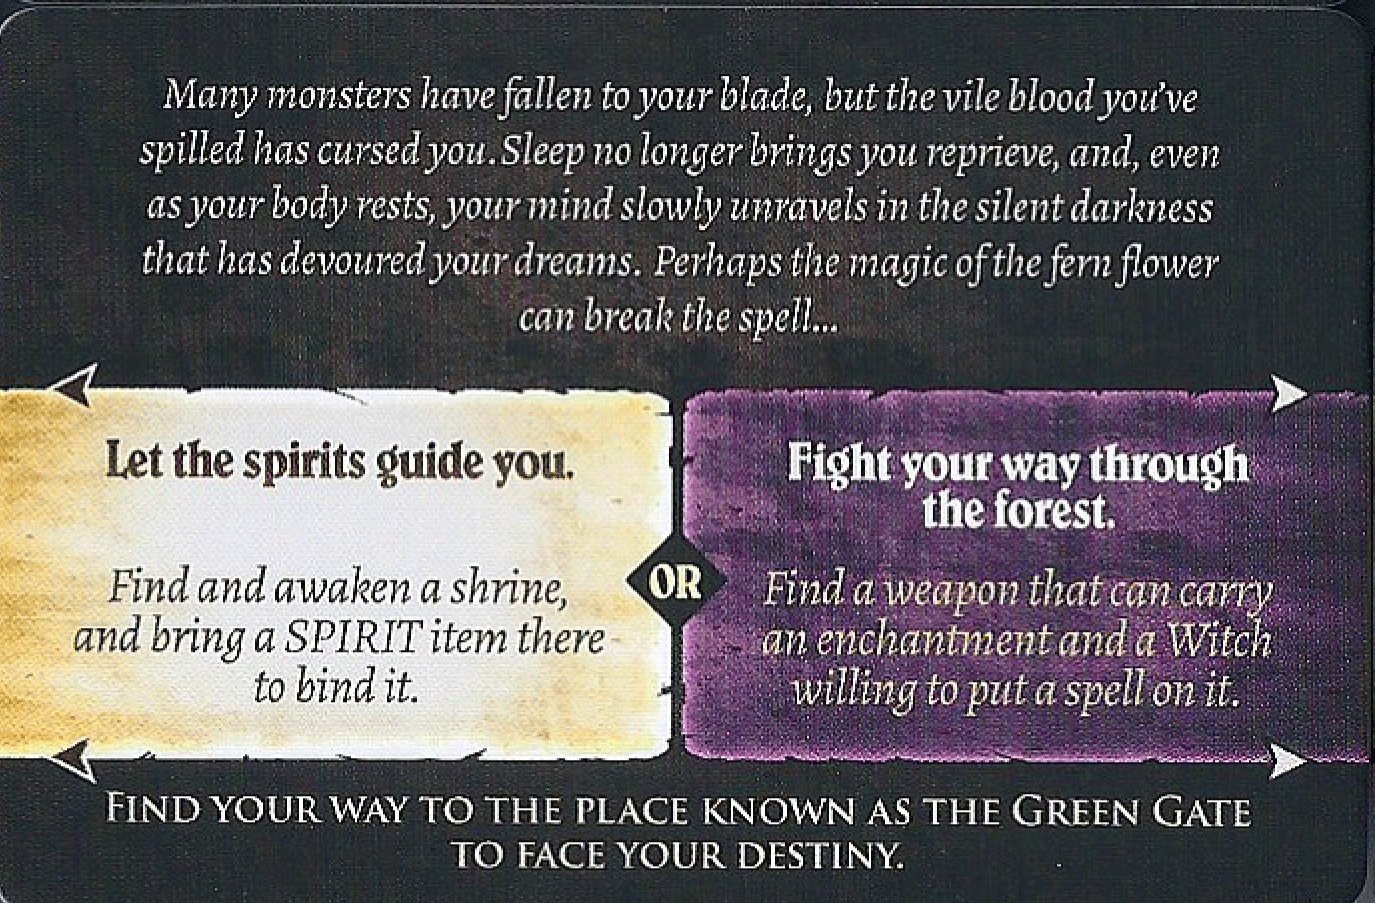 Many monsters have fallen to your blade, but the vile blood you've
spilled has cursed you. Sleep no longer brings you reprieve, and, even
as your body rests, your mind slowly unravels in the silent darkness
that has devoured your dreams. Perhaps the magic of the fern flower
can break the spell...
Let the spirits guide you.
Find and awaken a shrine,
and bring a SPIRIT item there
to bind it.
OR
Fight your way through
the forest.
Find a weapon that can carry
an enchantment and a Witch
willing to put a spell on it.
FIND YOUR WAY TO THE PLACE KNOWN AS THE GREEN GATE
TO FACE YOUR DESTINY.